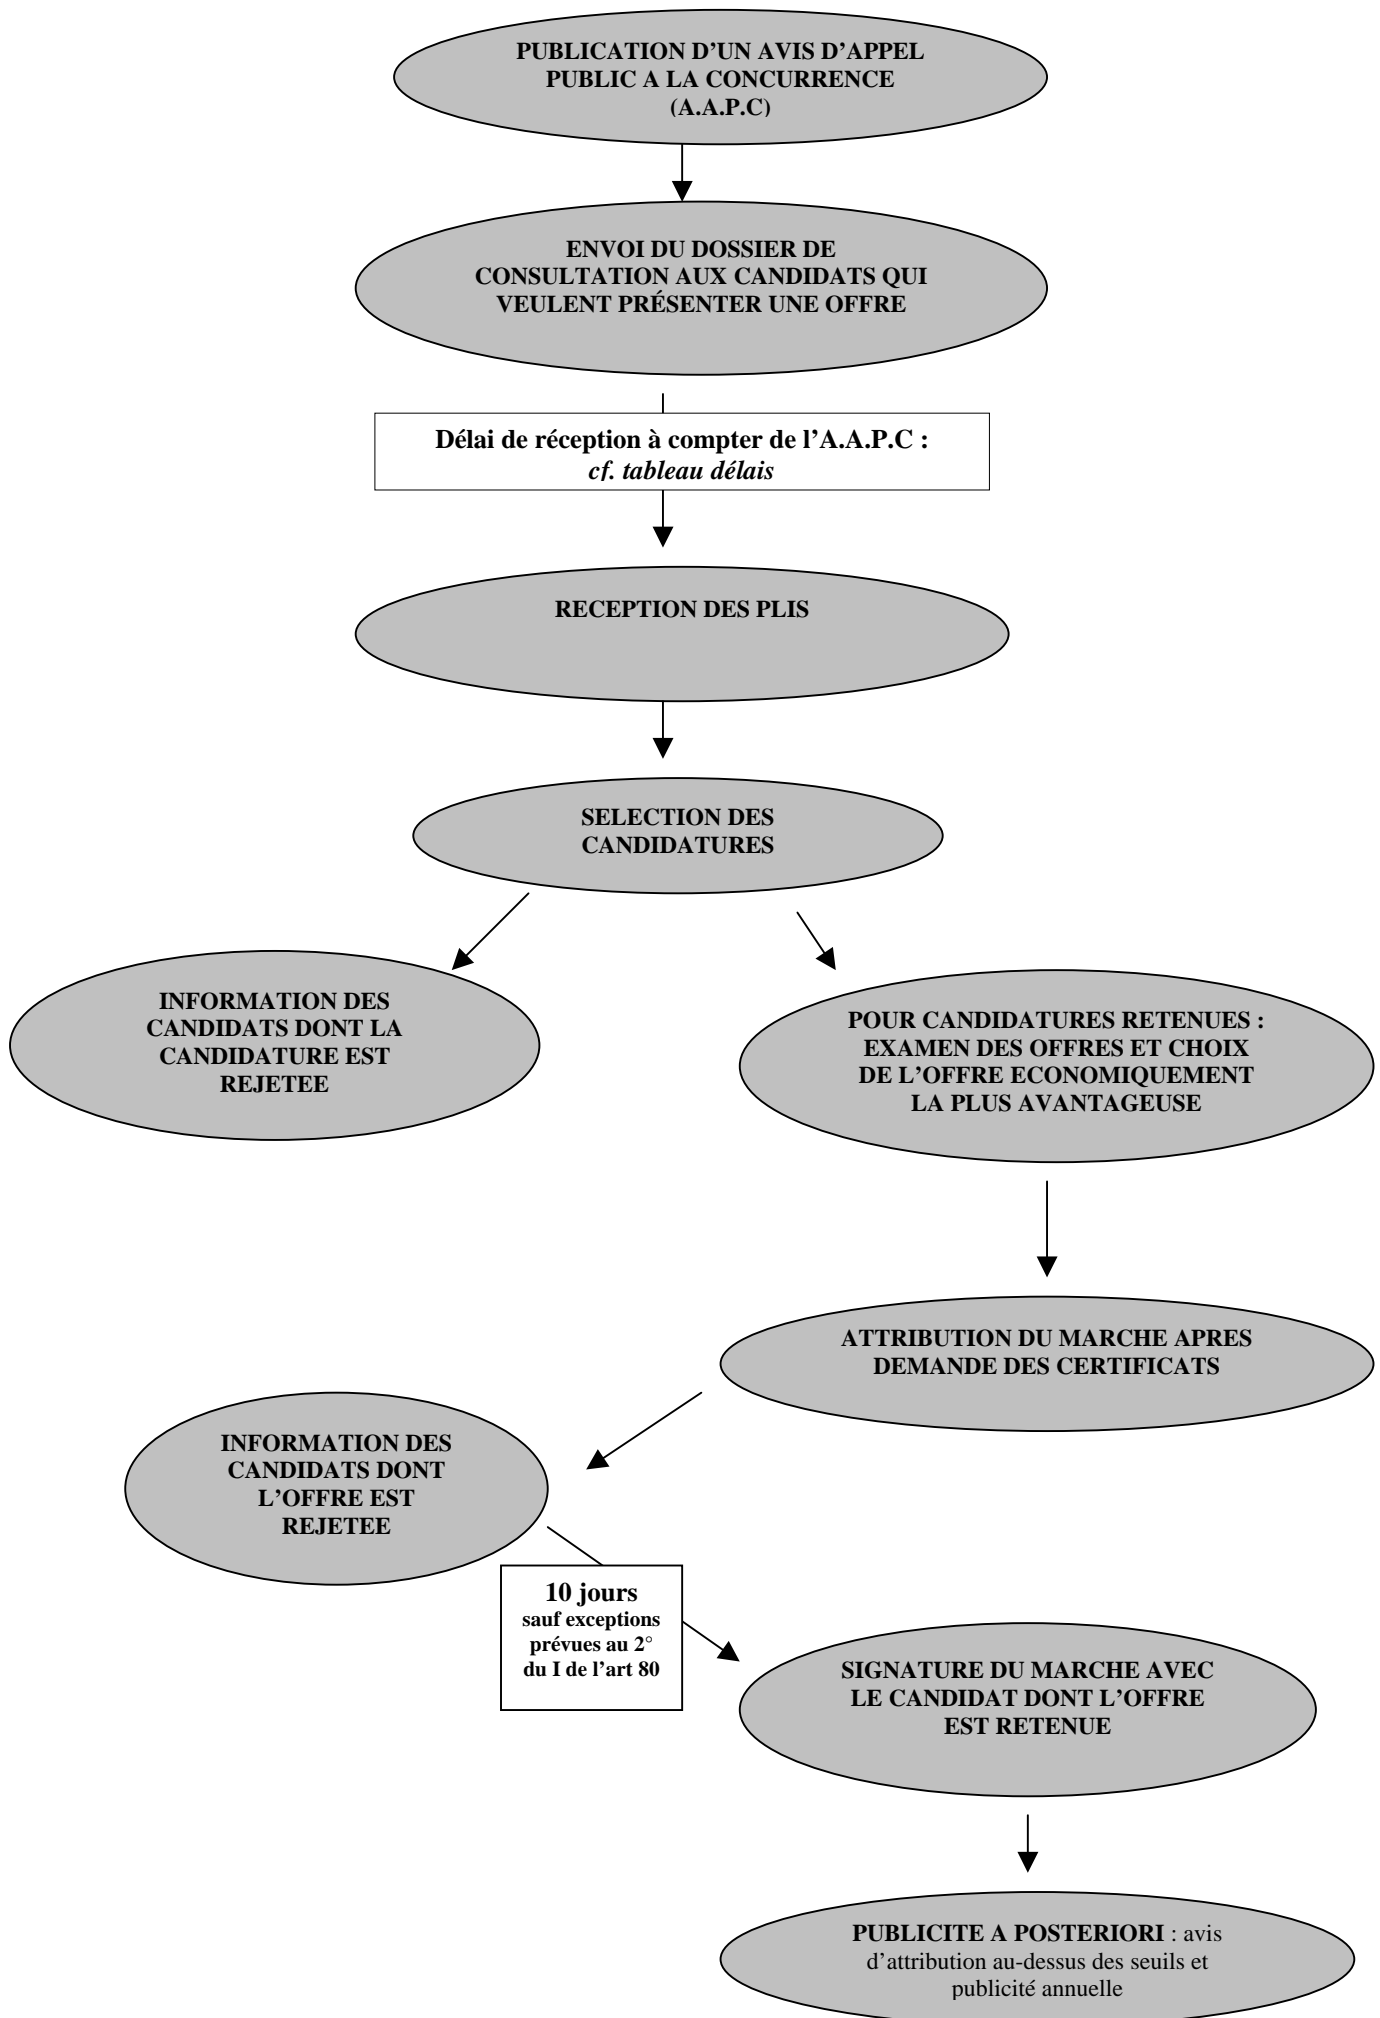 PUBLICATION D'UN AVIS D'APPEL
PUBLIC A LA CONCURRENCE
(A.A.P.C)
ENVOI DU DOSSIER DE
CONSULTATION AUX CANDIDATS QUI
VEULENT PRÉSENTER UNE OFFRE
Délai de réception à compter de l'A.A.P.C :
cf. tableau délais
RECEPTION DES PLIS
SELECTION DES
CANDIDATURES
INFORMATION DES
CANDIDATS DONT LA
CANDIDATURE EST
REJETEE
POUR CANDIDATURES RETENUES :
EXAMEN DES OFFRES ET CHOIX
DE L'OFFRE ECONOMIQUEMENT
LA PLUS AVANTAGEUSE
ATTRIBUTION DU MARCHE APRES
DEMANDE DES CERTIFICATS
INFORMATION DES
CANDIDATS DONT
L'OFFRE EST
REJETEE
10 jours
sauf exceptions
prévues au 2°
du I de l'art 80
SIGNATURE DU MARCHE AVEC
LE CANDIDAT DONT L'OFFRE
EST RETENUE
PUBLICITE A POSTERIORI : avis
d'attribution au-dessus des seuils et
publicité annuelle